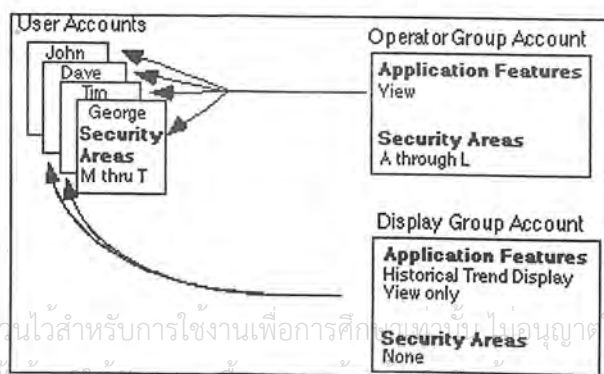 User Accounts
John
Dave
Tim
George
Security
Areas
M thru T
Operator Group Account
Application Features
View
Security Areas
A through L
Display Group Account
Application Features
Historical Trend Display
View only
Security Areas
None